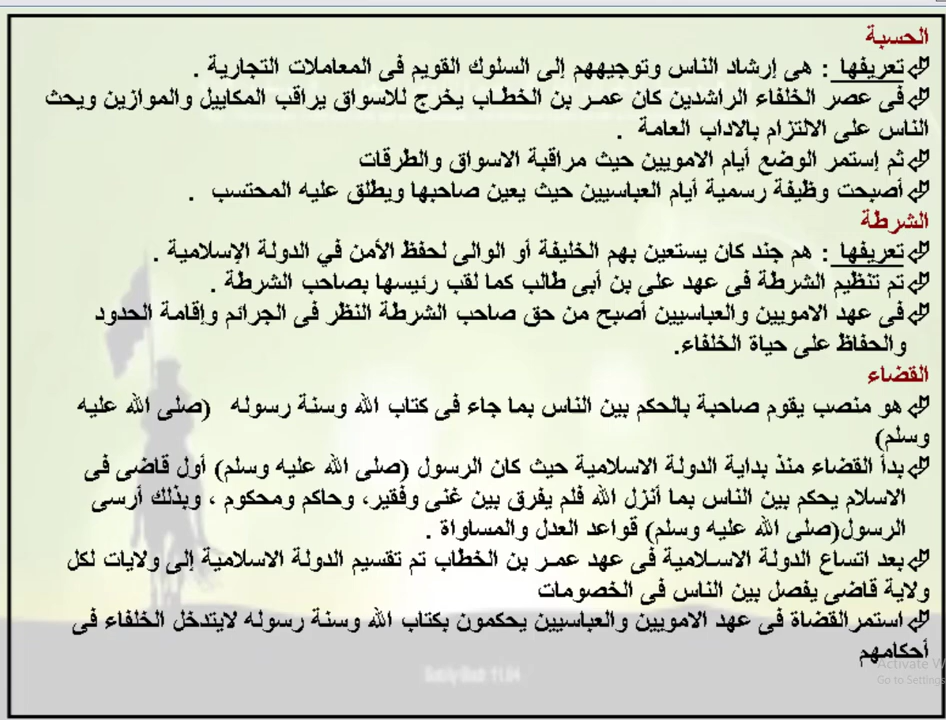 الحسبة
تعريفها : هى إرشاد الناس وتوجيههم إلى السلوك القويم فى المعاملات التجارية .
فى عصر الخلفاء الراشدين كان عمر بن الخطاب يخرج للاسواق يراقب المكاييل والموازين ويحث
الناس على الالتزام بالاداب العامة .
ثم إستمر الوضع أيام الامويين حيث مراقبة الاسواق والطرقات
أصبحت وظيفة رسمية أيام العباسيين حيث يعين صاحبها ويطلق عليه المحتسب .
الشرطة
تعريفها : هم جند كان يستعين بهم الخليفة أو الوالى لحفظ الأمن في الدولة الإسلامية .
تم تنظيم الشرطة فى عهد على بن أبى طالب كما لقب رئيسها بصاحب الشرطة .
فى عهد الامويين والعباسيين أصبح من حق صاحب الشرطة النظر فى الجرائم وإقامة الحدود
والحفاظ على حياة الخلفاء.
القضاء
هو منصب يقوم صاحبة بالحكم بين الناس بما جاء فى كتاب الله وسنة رسوله (صلى الله عليه
وسلم)
بدأ القضاء منذ بداية الدولة الاسلامية حيث كان الرسول (صلى الله عليه وسلم) أول قاضى فى
الاسلام يحكم بين الناس بما أنزل الله فلم يفرق بين غنى وفقير، وحاكم ومحكوم ، وبذلك أرسى
الرسول(صلى الله عليه وسلم) قواعد العدل والمساواة .
بعد اتساع الدولة الاسلامية فى عهد عمر بن الخطاب تم تقسيم الدولة الاسلامية إلى ولايات لكل
ولاية قاضى يفصل بين الناس فى الخصومات
استمرالقضاة فى عهد الامويين والعباسيين يحكمون بكتاب الله وسنة رسوله لايتدخل الخلفاء فى
أحكامهم
Activate W
Go to Settings